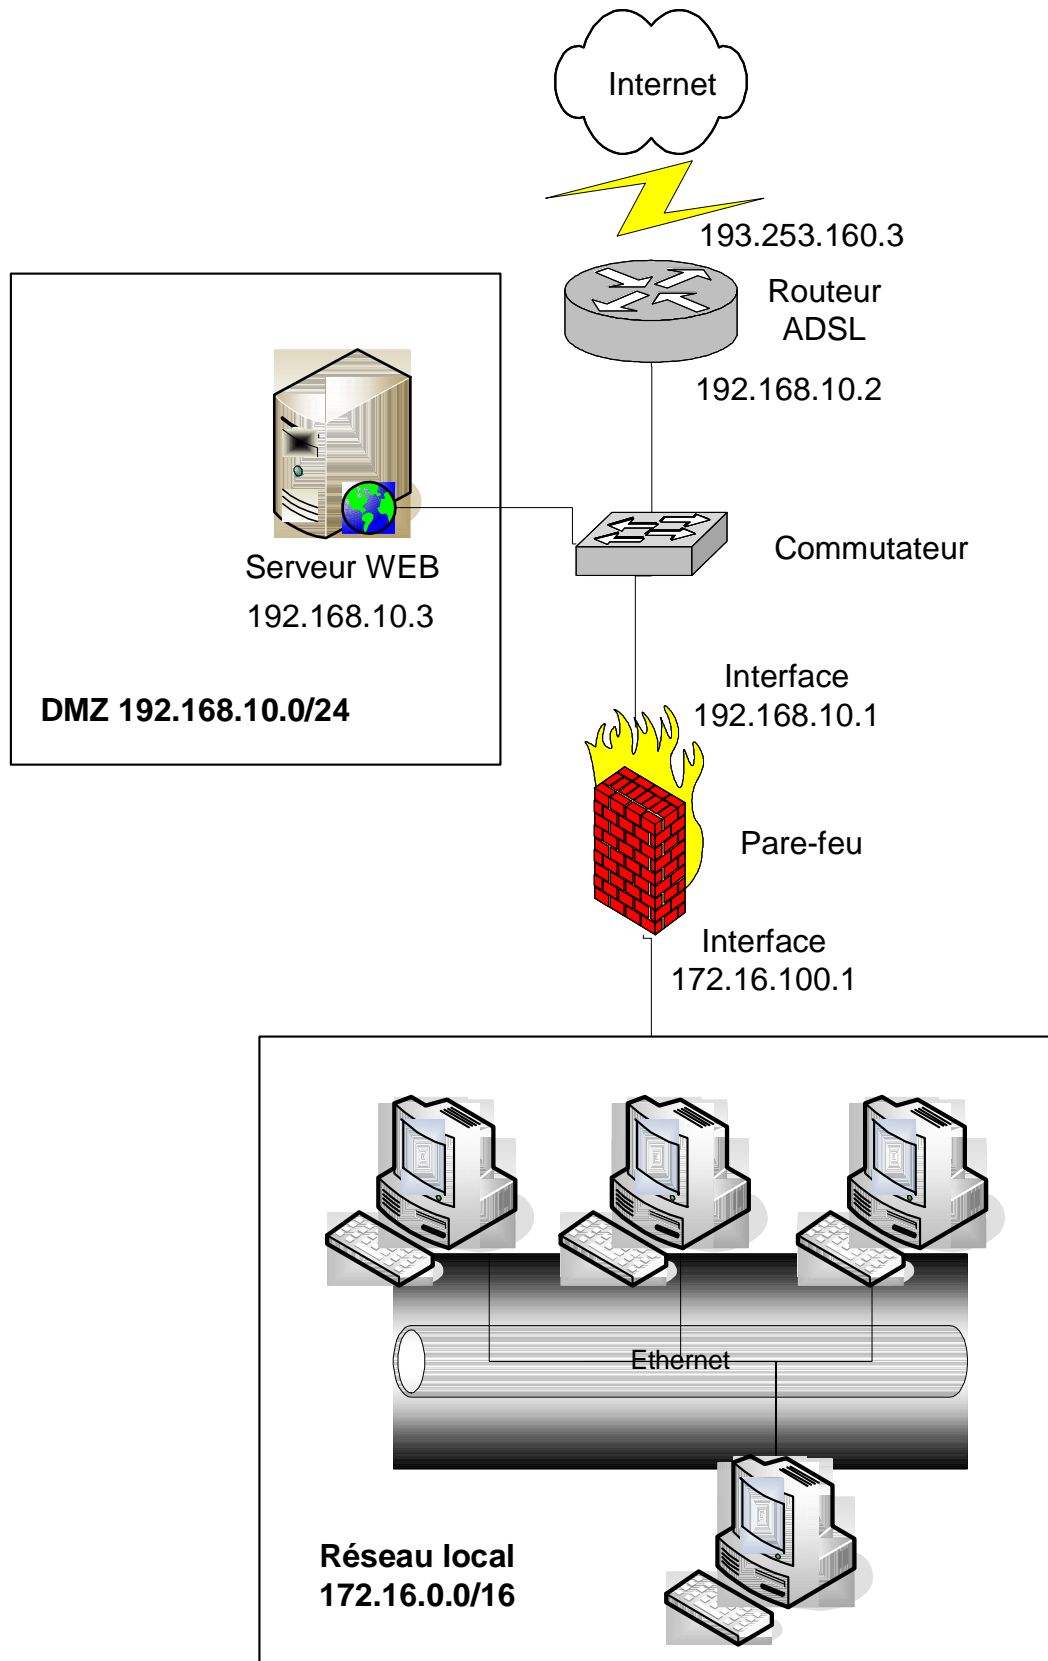 Internet
193.253.160.3
Routeur
ADSL
192.168.10.2
Serveur WEB
192.168.10.3
DMZ 192.168.10.0/24
Commutateur
Interface
192.168.10.1
Pare-feu
Interface
172.16.100.1
Ethernet
Réseau local
172.16.0.0/16